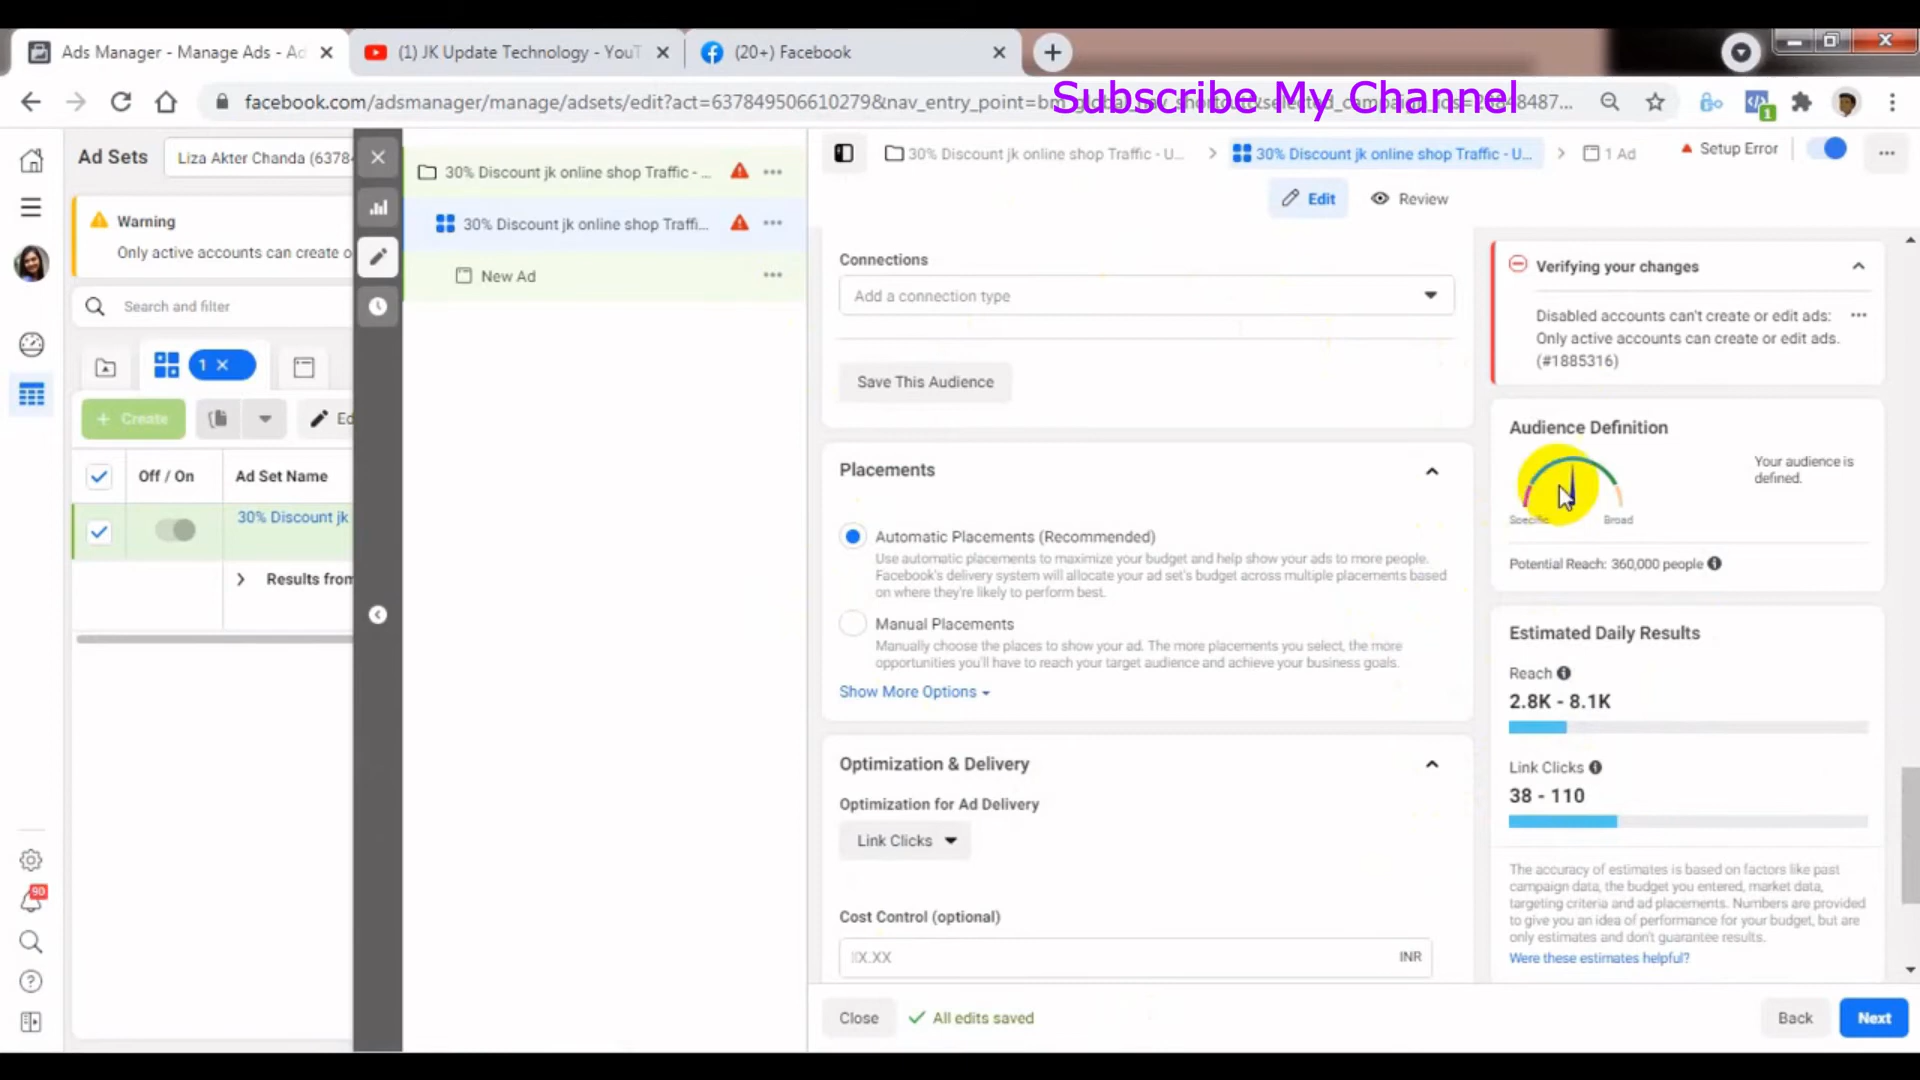 Ads Manager - Manage Ads - Ad
(1) JK Update Technology - YouT
(20+) Facebook
Subscribe My Channel
facebook.com/adsmanager/manage/adsets/edit?act=637849506610279&nav_entry_point=bm_global_nav_shortcut&selected_campaign_ids=
1
Ad Sets
Liza Akter Chanda (6378
30% Discount jk online shop Traffic - ...
30% Discount jk online shop Traffic - U...
30% Discount jk online shop Traffic - U...
1 Ad
Setup Error
Edit
Review
Warning
Only active accounts can create o
30% Discount jk online shop Traffi...
New Ad
Search and filter
1
Create
Ed
Off / On
Ad Set Name
30% Discount jk
Results from
90
Connections
Add a connection type
Save This Audience
Placements
Automatic Placements (Recommended)
Use automatic placements to maximize your budget and help show your ads to more people.
Facebook's delivery system will allocate your ad set's budget across multiple placements based
on where they're likely to perform best.
Manual Placements
Manually choose the places to show your ad. The more placements you select, the more
opportunities you'll have to reach your target audience and achieve your business goals.
Show More Options
Optimization & Delivery
Optimization for Ad Delivery
Link Clicks
Cost Control (optional)
X.XX
INR
Verifying your changes
Disabled accounts can't create or edit ads:
Only active accounts can create or edit ads.
(#1885316)
Audience Definition
Your audience is
defined.
Specific
Broad
Potential Reach: 360,000 people
Estimated Daily Results
Reach
2.8K - 8.1K
Link Clicks
38 - 110
The accuracy of estimates is based on factors like past
campaign data, the budget you entered, market data,
targeting criteria and ad placements. Numbers are provided
to give you an idea of performance for your budget, but are
only estimates and don't guarantee results.
Were these estimates helpful?
Close
All edits saved
Back
Next